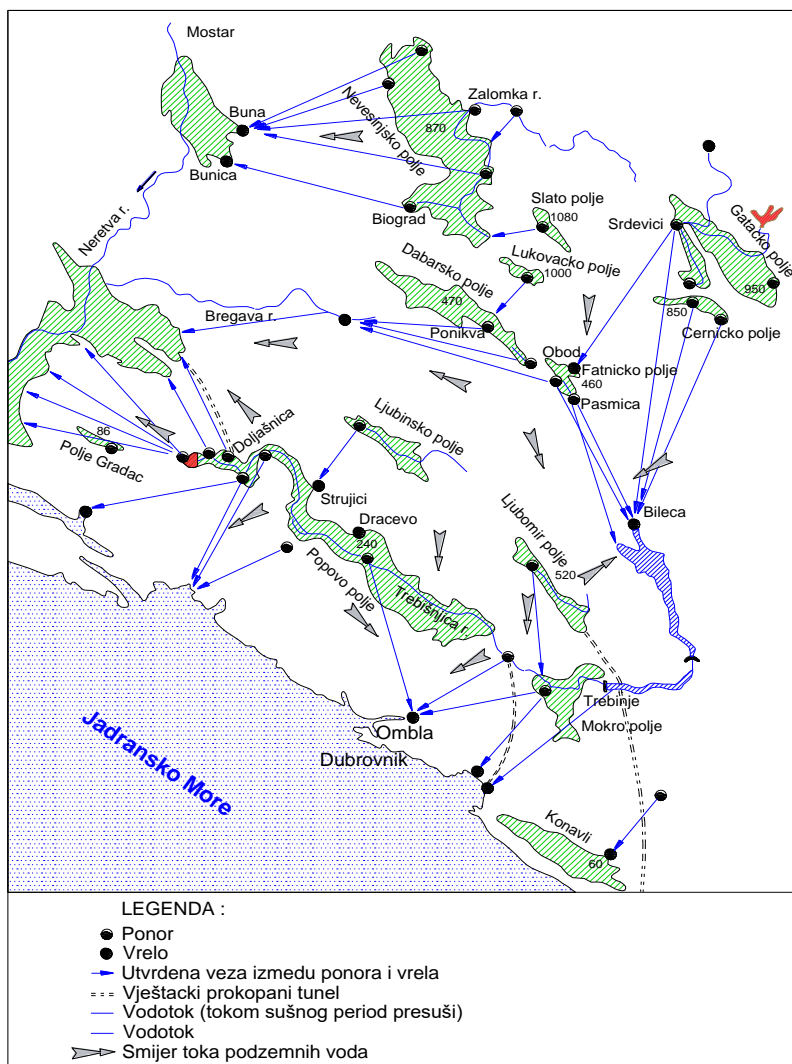 Mostar
Zalomka r.
Buna
Nevesinjsko polje
870
Bunica
Biograd
Slato polje
1080
Srdevici
Gatacko polje
950
Neretva r.
Lukovacko polje
1000
Dabarsko polje
470
850
Cernicko polje
Bregava r.
Ponikva
Obod
Fatnicko polje
460
Pasmica
Ljubinsko polje
Doljašnica
86
Polje Gradac
Strujici
Bileca
Dracevo
240
Ljubomir polje
520
Popovo polje
Trebišnjica r.
Trebinje
Mokro polje
Ombla
Dubrovnik
Jadransko More
Konavli
60
LEGENDA :
Ponor
Vrelo
Utvrdena veza izmedu ponora i vrela
Vještacki prokopani tunel
Vodotok (tokom sušnog period presuši)
Vodotok
Smijer toka podzemnih voda